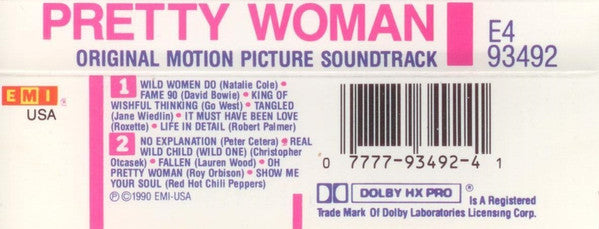 PRETTY WOMAN
ORIGINAL MOTION PICTURE SOUNDTRACK
E4
93492
EMI®
USA
1 WILD WOMEN DO (Natalie Cole) •
FAME 90 (David Bowie) • KING OF
WISHFUL THINKING (Go West) • TANGLED
(Jane Wiedlin) • IT MUST HAVE BEEN LOVE
(Roxette) • LIFE IN DETAIL (Robert Palmer)
2 NO EXPLANATION (Peter Cetera) • REAL
WILD CHILD (WILD ONE) (Christopher
Otcasek) • FALLEN (Lauren Wood) • OH
PRETTY WOMAN (Roy Orbison) • SHOW ME
YOUR SOUL (Red Hot Chili Peppers)
Ⓟ©1990 EMI-USA
0 7777-93492-4 1
DOLBY HX PRO ® Is A Registered
Trade Mark Of Dolby Laboratories Licensing Corp.